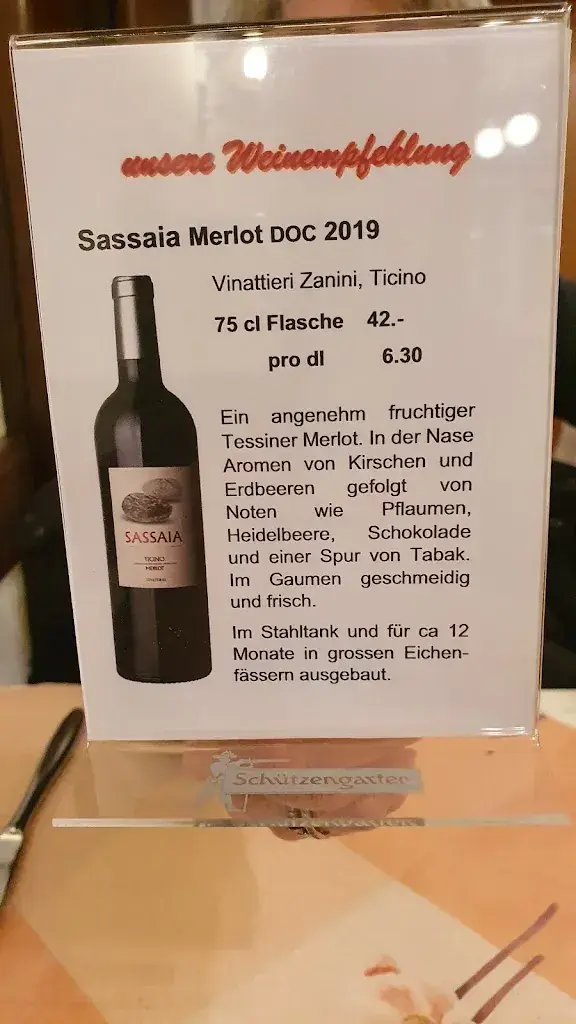 unsere Weinempfehlung
Sassaia Merlot DOC 2019
Vinattieri Zanini, Ticino
75 cl Flasche 42.-
pro dl 6.30
Ein angenehm fruchtiger
Tessiner Merlot. In der Nase
Aromen von Kirschen und
Erdbeeren gefolgt von
Noten wie Pflaumen,
Heidelbeere, Schokolade
und einer Spur von Tabak.
Im Gaumen geschmeidig
und frisch.
Im Stahltank und für ca 12
Monate in grossen Eichen-
fässern ausgebaut.
SASSAIA
TICINO
MERLOT
Schützengarten